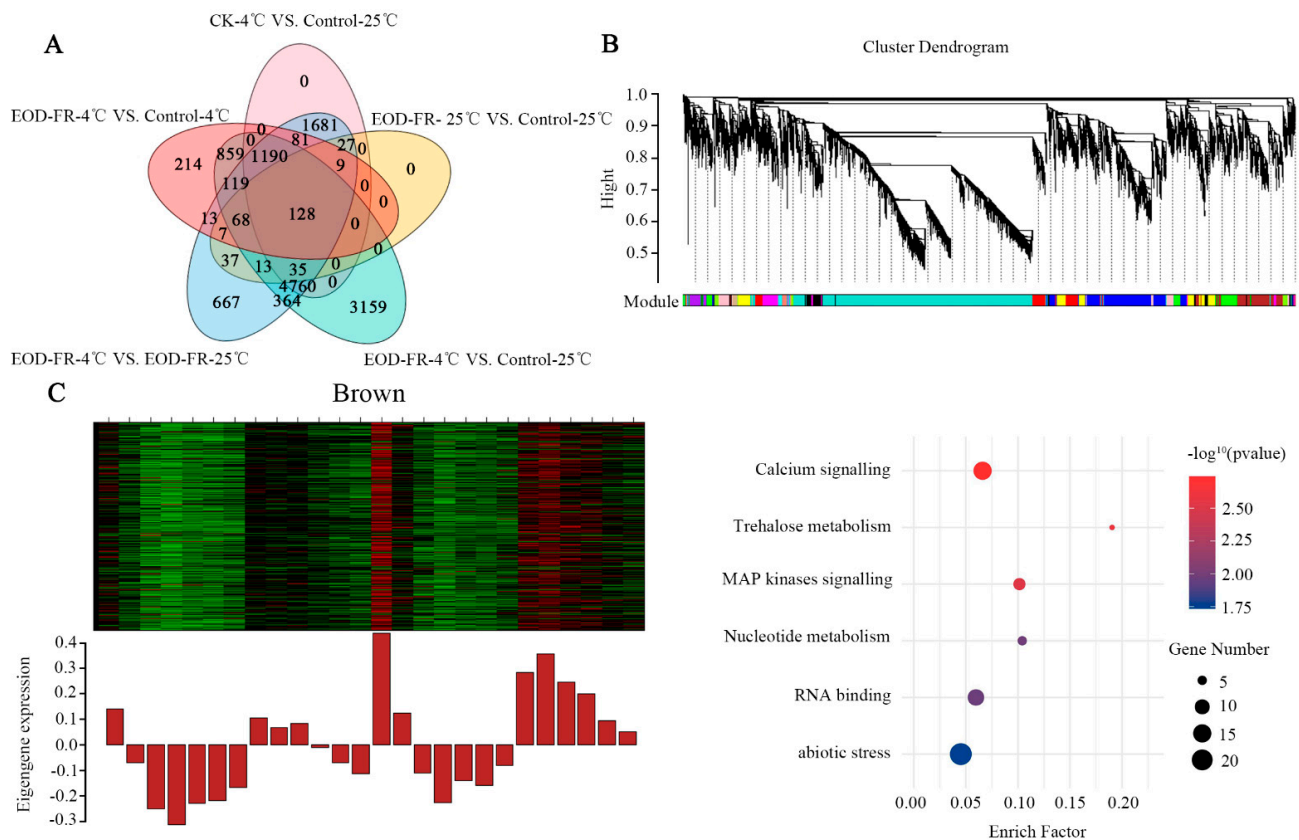 A
CK-4℃ VS. Control-25℃
EOD-FR-4℃ VS. Control-4℃
EOD-FR- 25℃ VS. Control-25℃
0
0
1681
0
81
27
0
859
1190
9
0
214
119
0
0
13
68
128
0
7
0
37
13
35
0
4760
0
667
364
3159
EOD-FR-4℃ VS. EOD-FR-25℃
EOD-FR-4℃ VS. Control-25℃
B
Cluster Dendrogram
Hight
1.0
0.9
0.8
0.7
0.6
0.5
Module
C
Brown
Eigengene expression
0.4
0.3
0.2
0.1
0.0
-0.1
-0.2
-0.3
Calcium signalling
Trehalose metabolism
MAP kinases signalling
Nucleotide metabolism
RNA binding
abiotic stress
0.00 0.05 0.10 0.15 0.20
Enrich Factor
-log¹⁰(pvalue)
2.50
2.25
2.00
1.75
Gene Number
5
10
15
20